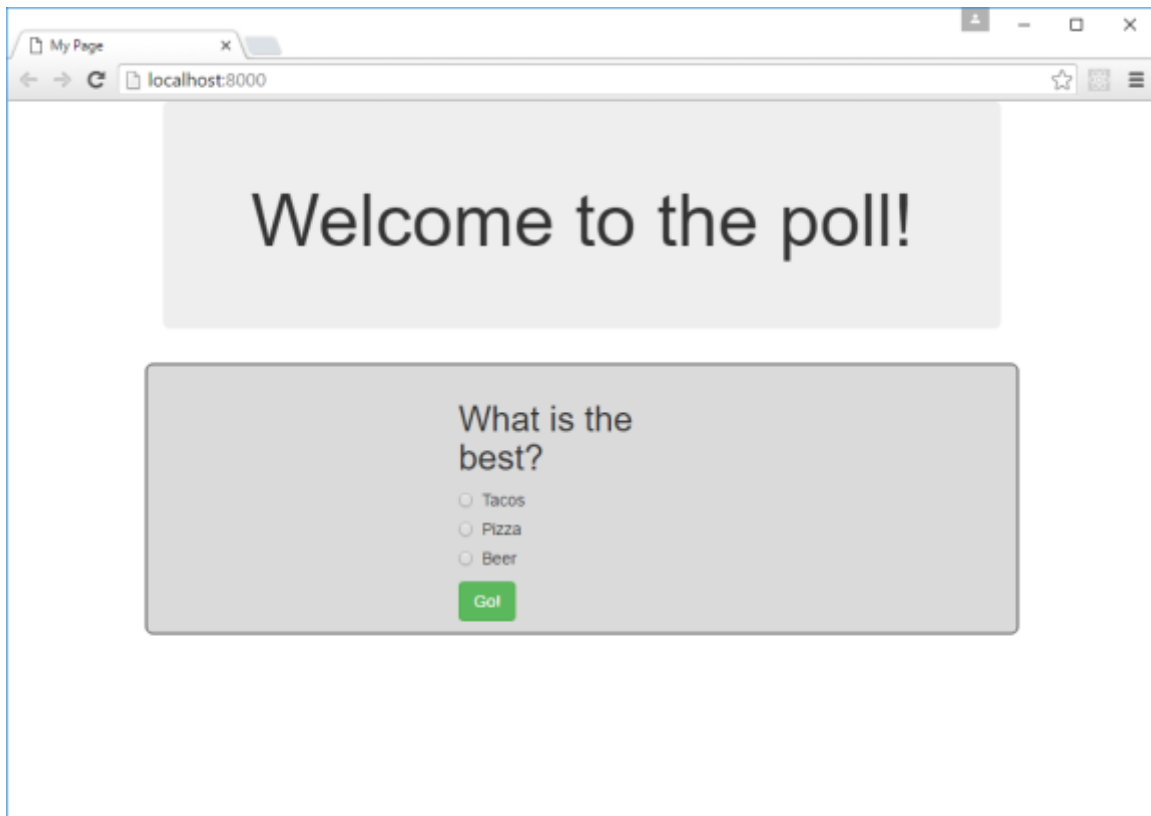 My Page
localhost:8000
Welcome to the poll!
What is the
best?
Tacos
Pizza
Beer
Go!